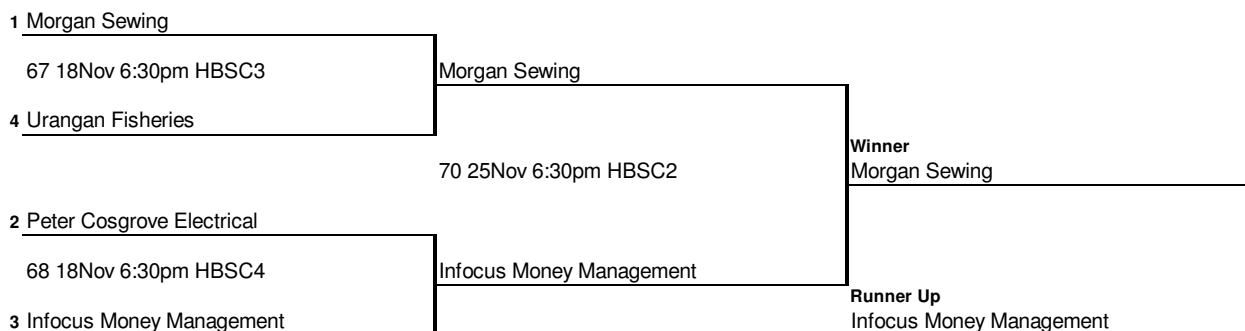 1 Morgan Sewing
67 18Nov 6:30pm HBSC3
Morgan Sewing
4 Urangan Fisheries
Winner
70 25Nov 6:30pm HBSC2
Morgan Sewing
2 Peter Cosgrove Electrical
68 18Nov 6:30pm HBSC4
Infocus Money Management
Runner Up
3 Infocus Money Management
Infocus Money Management